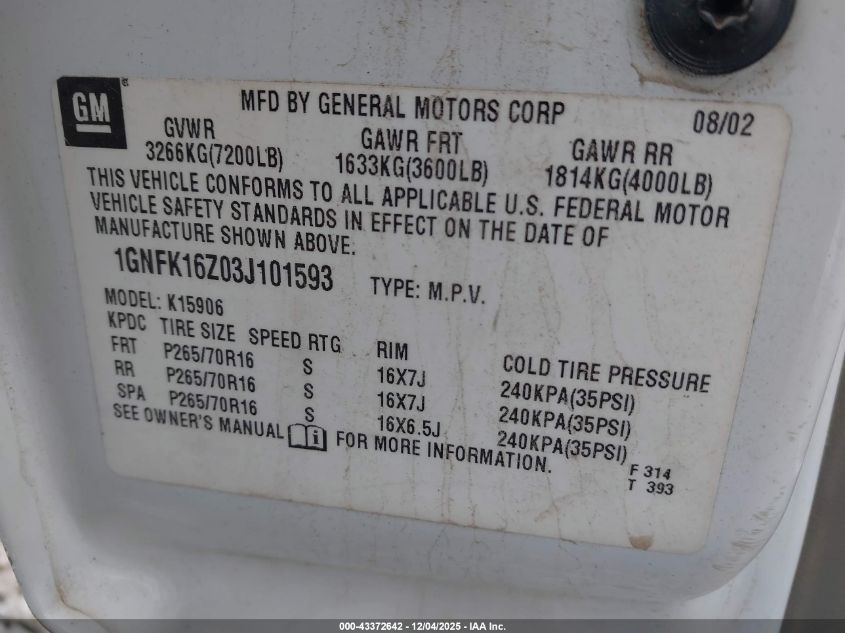 GM
MFD BY GENERAL MOTORS CORP 08/02
GVWR GAWR FRT GAWR RR
3266KG(7200LB) 1633KG(3600LB) 1814KG(4000LB)
THIS VEHICLE CONFORMS TO ALL APPLICABLE U.S. FEDERAL MOTOR
VEHICLE SAFETY STANDARDS IN EFFECT ON THE DATE OF
MANUFACTURE SHOWN ABOVE.
1GNFK16Z03J101593 TYPE: M.P.V.
MODEL: K15906
KPDC TIRE SIZE SPEED RTG RIM COLD TIRE PRESSURE
FRT P265/70R16 S 16X7J 240KPA(35PSI)
RR P265/70R16 S 16X7J 240KPA(35PSI)
SPA P265/70R16 S 16X6.5J 240KPA(35PSI)
SEE OWNER'S MANUAL FOR MORE INFORMATION.
F 314
T 393
000-43372642 - 12/04/2025 - IAA Inc.